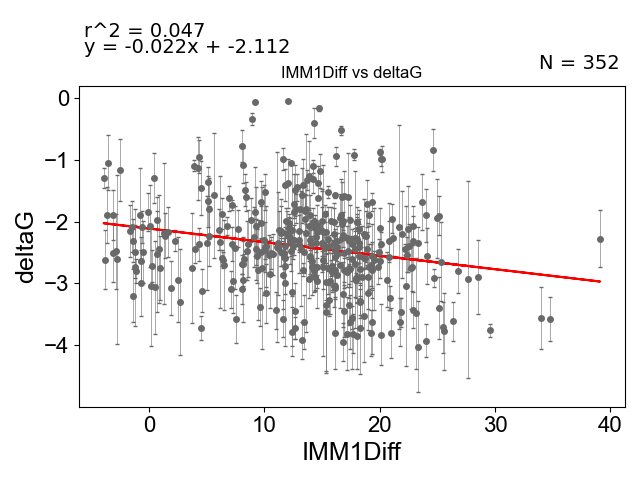 r^2 = 0.047
y = -0.022x + -2.112
N = 352
IMM1Diff vs deltaG
0
−1
−2
−3
−4
deltaG
0
10
20
30
40
IMM1Diff